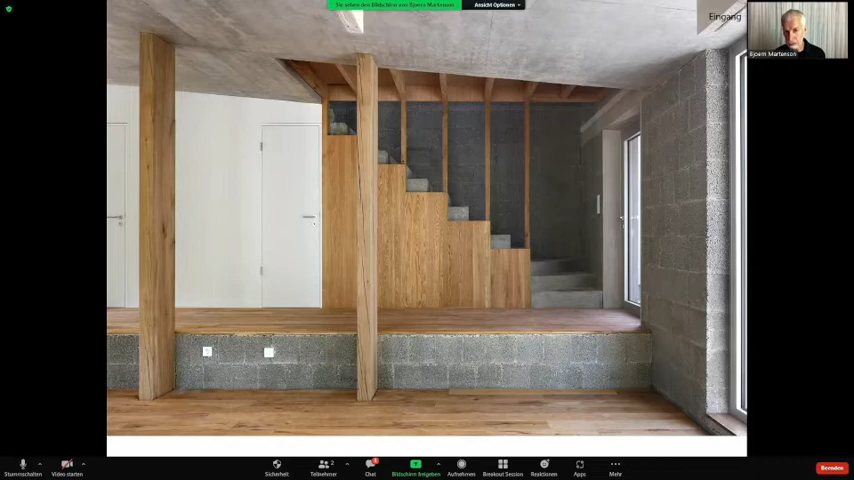 Sie sehen den Bildschirm von Bjoern Martenson
Ansicht Optionen
Eingang
Bjoern Martenson
Stummschalten
Video starten
Sicherheit
Teilnehmer
2
Chat
Bildschirm freigeben
Aufnehmen
Breakout Session
Reaktionen
Apps
Mehr
Beenden